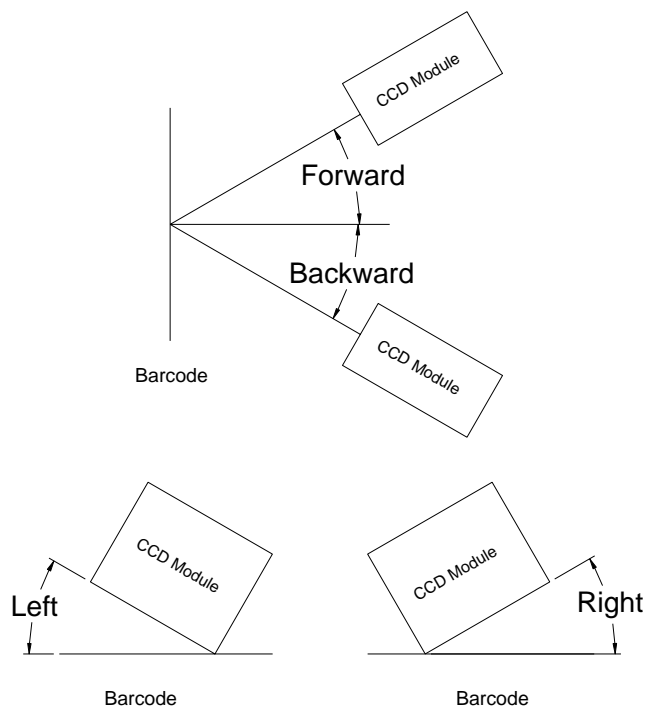 CCD Module
Forward
Backward
CCD Module
Barcode
CCD Module
CCD Module
Left
Right
Barcode
Barcode